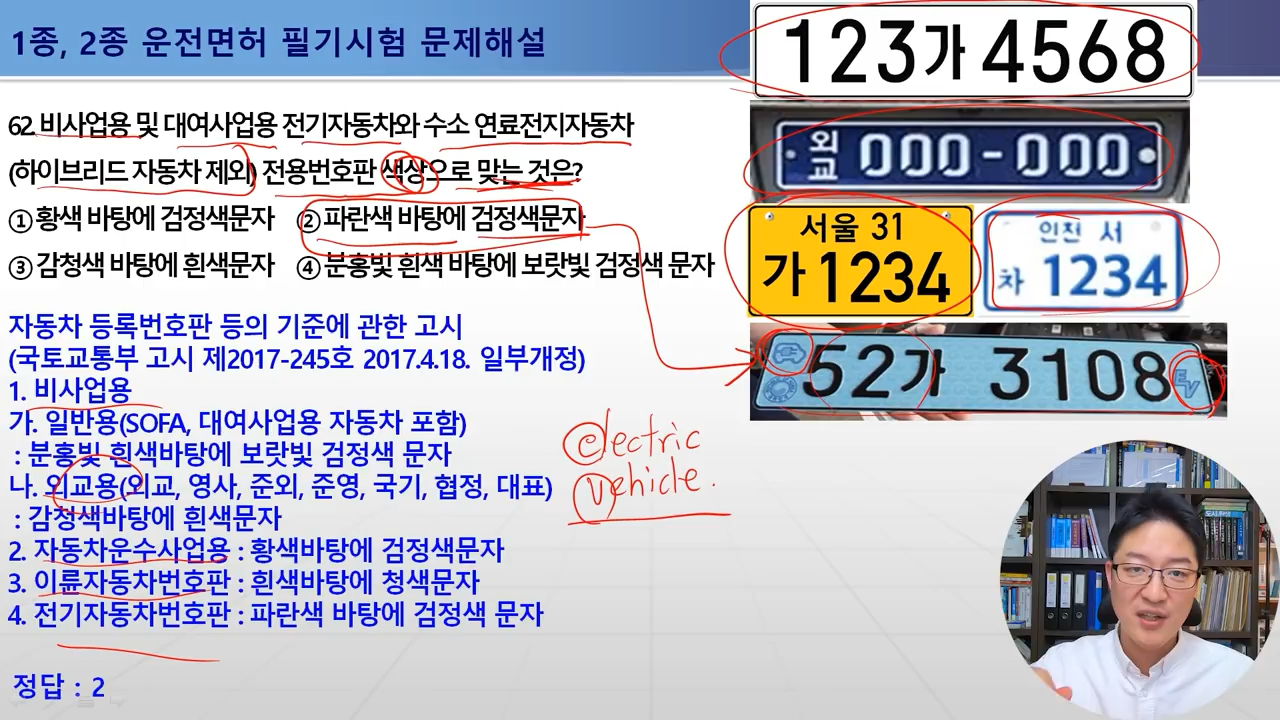 1종, 2종 운전면허 필기시험 문제해설
62. 비사업용 및 대여사업용 전기자동차와 수소 연료전지자동차
(하이브리드 자동차 제외) 전용번호판 색상으로 맞는 것은?
① 황색 바탕에 검정색문자 ② 파란색 바탕에 검정색문자
③ 감청색 바탕에 흰색문자 ④ 분홍빛 흰색 바탕에 보랏빛 검정색 문자
자동차 등록번호판 등의 기준에 관한 고시
(국토교통부 고시 제2017-245호 2017.4.18. 일부개정)
1. 비사업용
가. 일반용(SOFA, 대여사업용 자동차 포함)
: 분홍빛 흰색바탕에 보랏빛 검정색 문자
나. 외교용(외교, 영사, 준외, 준영, 국기, 협정, 대표)
: 감청색바탕에 흰색문자
2. 자동차운수사업용 : 황색바탕에 검정색문자
3. 이륜자동차번호판 : 흰색바탕에 청색문자
4. 전기자동차번호판 : 파란색 바탕에 검정색 문자
정답 : 2
123가 4568
외교 000-000
서울 31
가 1234
인천 서
차 1234
52가 3108 EV
electric
vehicle.